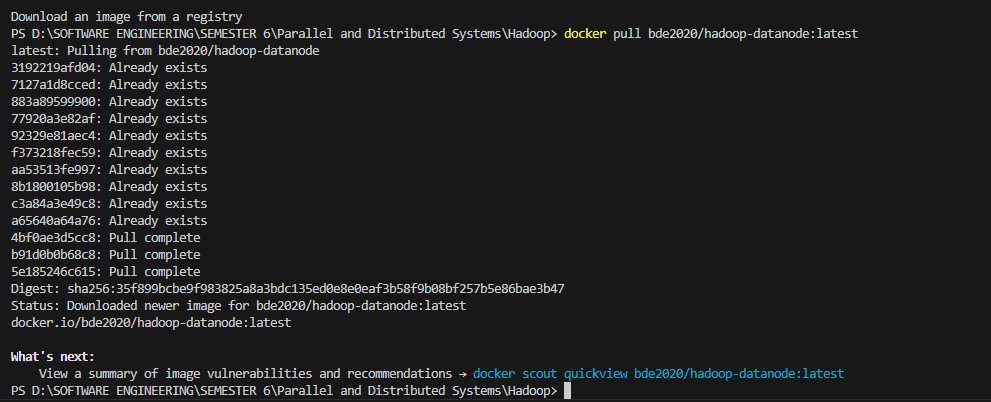 Download an image from a registry
PS D:\SOFTWARE ENGINEERING\SEMESTER 6\Parallel and Distributed Systems\Hadoop> docker pull bde2020/hadoop-datanode:latest
latest: Pulling from bde2020/hadoop-datanode
3192219afd04: Already exists
7127a1d8cced: Already exists
883a89599900: Already exists
77920a3e82af: Already exists
92329e81aec4: Already exists
f373218fec59: Already exists
aa53513fe997: Already exists
8b1800105b98: Already exists
c3a84a3e49c8: Already exists
a65640a64a76: Already exists
4bf0ae3d5cc8: Pull complete
b91d0b0b68c8: Pull complete
5e185246c615: Pull complete
Digest: sha256:35f899bcbe9f983825a8a3bdc135ed0e8e0eaf3b58f9b08bf257b5e86bae3b47
Status: Downloaded newer image for bde2020/hadoop-datanode:latest
docker.io/bde2020/hadoop-datanode:latest
What's next:
View a summary of image vulnerabilities and recommendations → docker scout quickview bde2020/hadoop-datanode:latest
PS D:\SOFTWARE ENGINEERING\SEMESTER 6\Parallel and Distributed Systems\Hadoop>